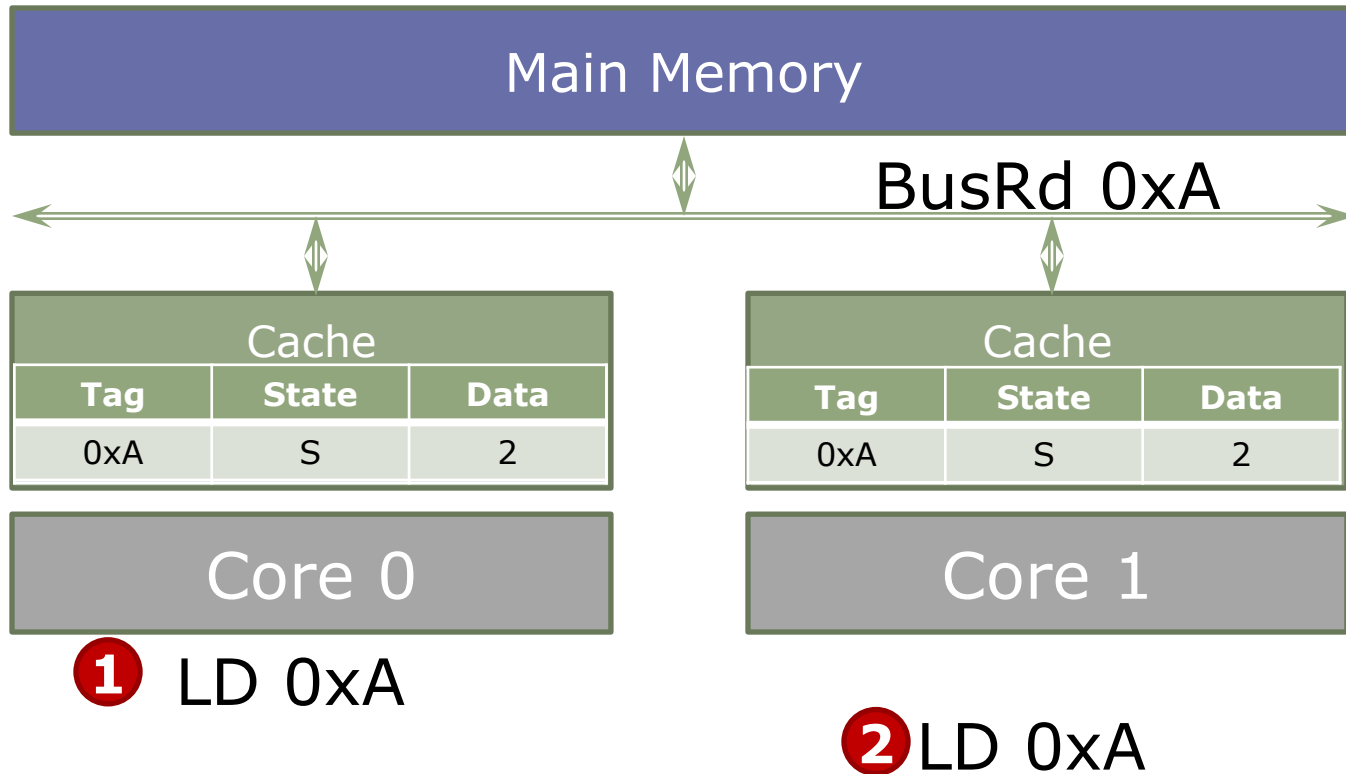 Main Memory
BusRd 0xA
Cache
Tag State Data
0xA S 2
Core 0
Cache
Tag State Data
0xA S 2
Core 1
1 LD 0xA
2 LD 0xA